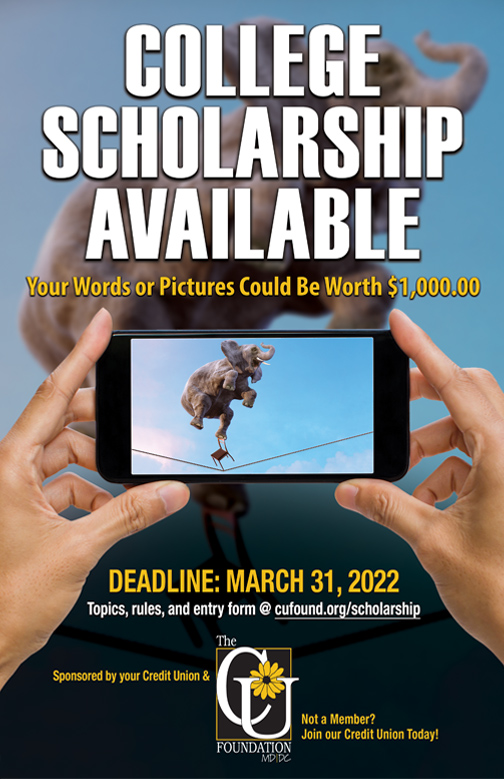 COLLEGE
SCHOLARSHIP
AVAILABLE
Your Words or Pictures Could Be Worth $1,000.00
DEADLINE: MARCH 31, 2022
Topics, rules, and entry form @ cufound.org/scholarship
Sponsored by your Credit Union &
The
CU
FOUNDATION
MD|DC
Not a Member?
Join our Credit Union Today!